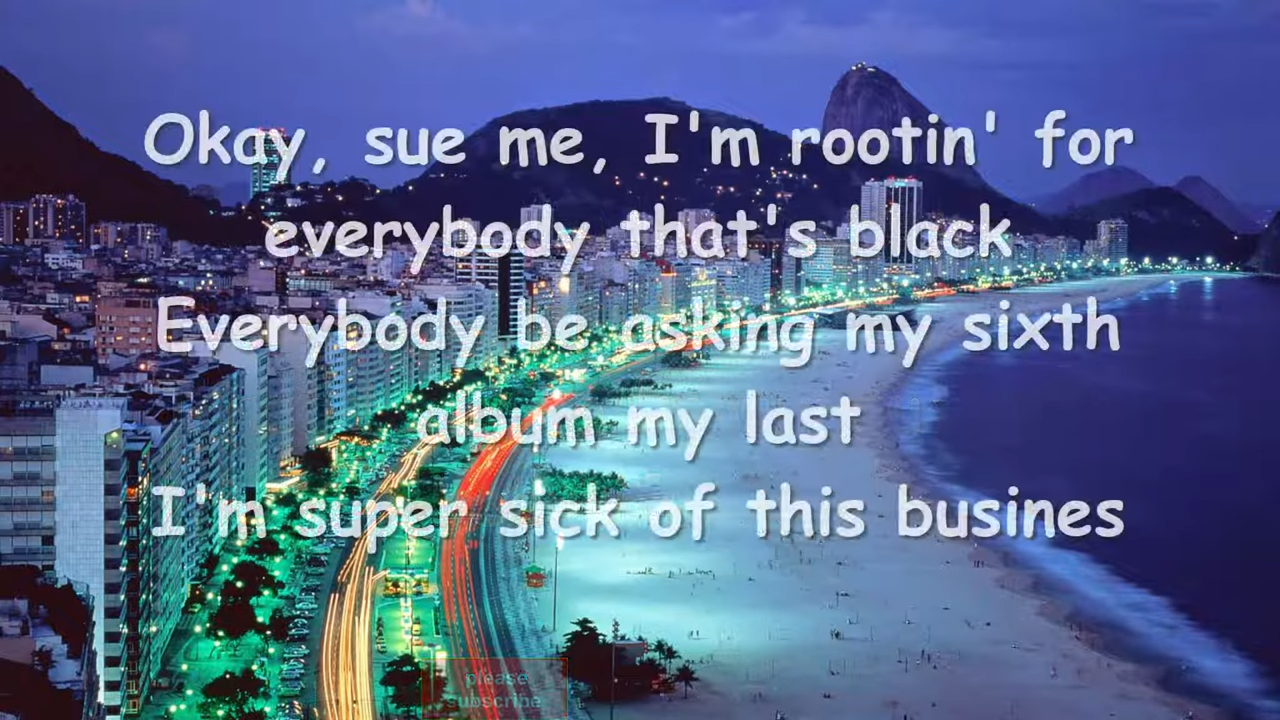 Okay, sue me, I'm rootin' for
everybody that's black
Everybody be asking my sixth
album my last
I'm super sick of this busines
please
subscribe